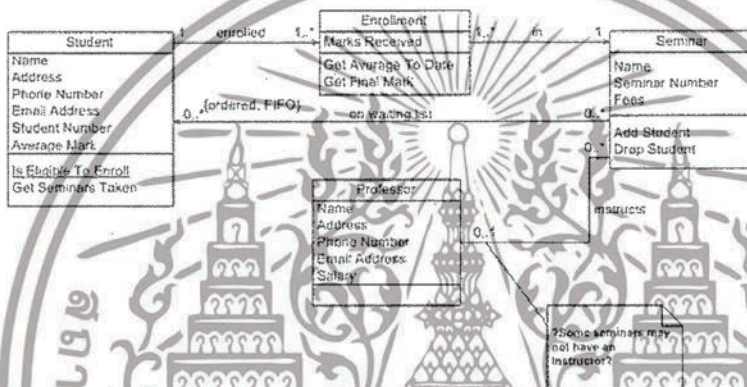 Student
Name
Address
Phone Number
Email Address
Student Number
Average Mark
Is Eligible To Enroll
Get Seminars Taken
1 enrolled 1..*
Enrollment
Marks Received
Get Average To Date
Get Final Mark
1..* in 1
Seminar
Name
Seminar Number
Fees
Add Student
Drop Student
0..* {ordered, FIFO} on waiting list 0..*
0..*
instructs
0..*
Professor
Name
Address
Phone Number
Email Address
Salary
?Some seminars may
not have an
instructor?